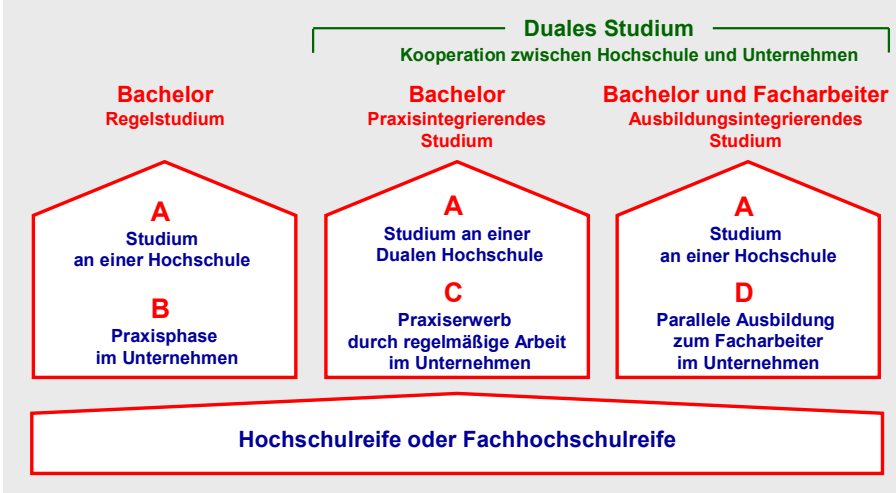 Duales Studium
Kooperation zwischen Hochschule und Unternehmen
Bachelor
Regelstudium
Bachelor
Praxisintegrierendes
Studium
Bachelor und Facharbeiter
Ausbildungsintegrierendes
Studium
A
Studium
an einer Hochschule
B
Praxisphase
im Unternehmen
A
Studium an einer
Dualen Hochschule
C
Praxiserwerb
durch regelmäßige Arbeit
im Unternehmen
A
Studium
an einer Hochschule
D
Parallele Ausbildung
zum Facharbeiter
im Unternehmen
Hochschulreife oder Fachhochschulreife